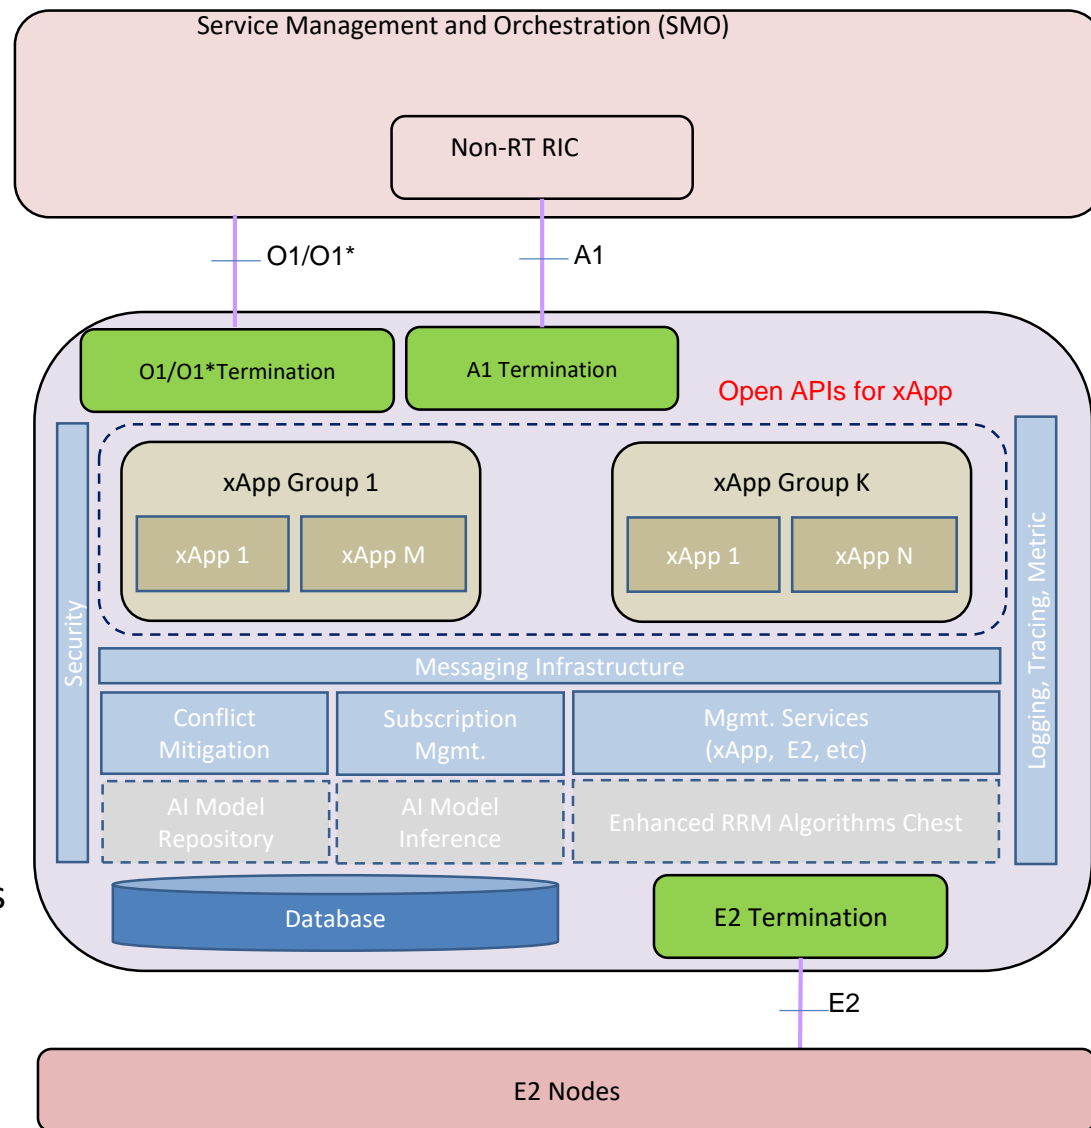 Service Management and Orchestration (SMO)
Non-RT RIC
O1/O1*
A1
O1/O1*Termination
A1 Termination
Open APIs for xApp
xApp Group 1
xApp 1
xApp M
xApp Group K
xApp 1
xApp N
Security
Logging, Tracing, Metric
Messaging Infrastructure
Conflict
Mitigation
Subscription
Mgmt.
Mgmt. Services
(xApp, E2, etc)
AI Model
Repository
AI Model
Inference
Enhanced RRM Algorithms Chest
s
Database
E2 Termination
E2
E2 Nodes